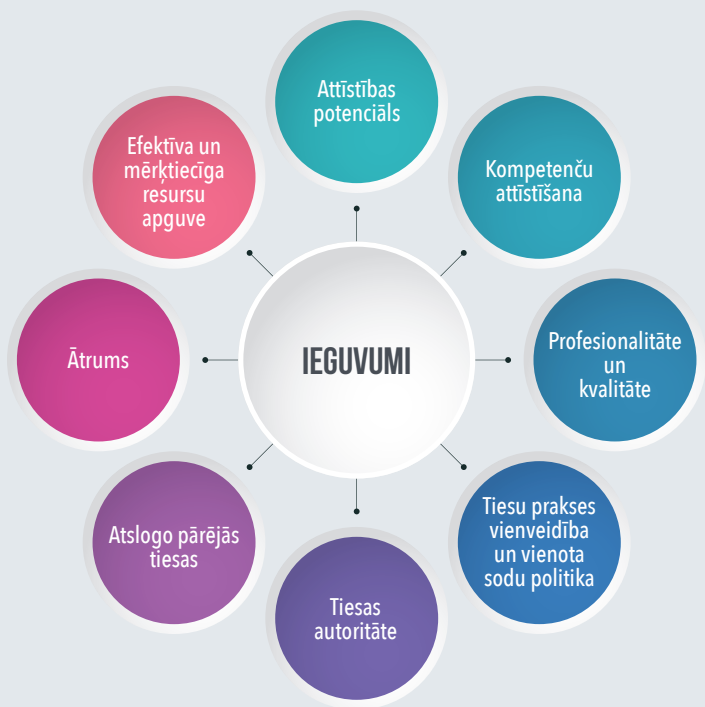 Attīstības
potenciāls
Kompetenču
attīstīšana
Profesionalitāte
un
kvalitāte
Tiesu prakses
vienveidība
un vienota
sodu politika
Tiesas
autoritāte
Atslogo pārējās
tiesas
Ātrums
Efektīva un
mērķtiecīga
resursu
apguve
IEGUVUMI